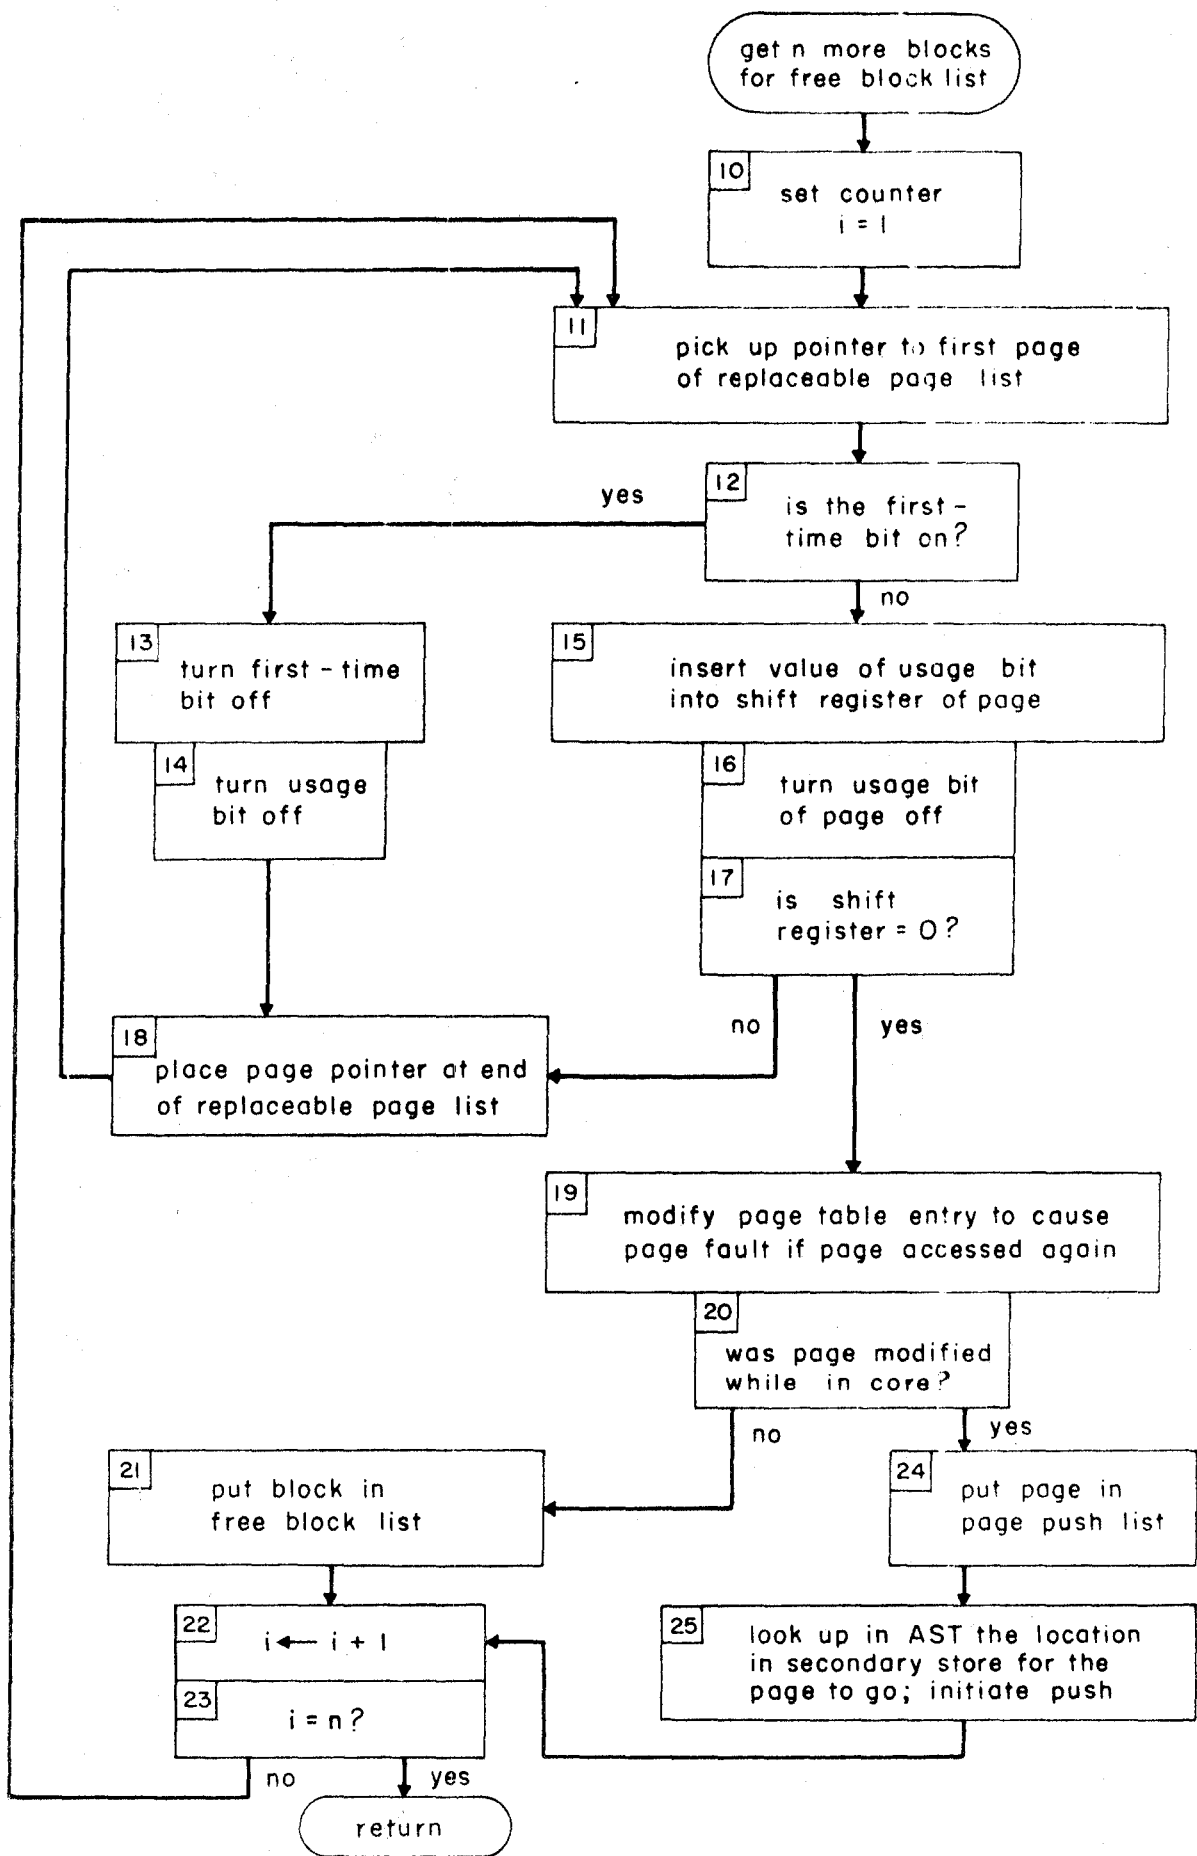 get n more blocks
for free block list
10
set counter
i = 1
11
pick up pointer to first page
of replaceable page list
12
is the first-
time bit on?
yes
no
13
turn first-time
bit off
14
turn usage
bit off
15
insert value of usage bit
into shift register of page
16
turn usage bit
of page off
17
is shift
register = 0?
no
yes
18
place page pointer at end
of replaceable page list
19
modify page table entry to cause
page fault if page accessed again
20
was page modified
while in core?
no
yes
21
put block in
free block list
24
put page in
page push list
22
i ← i + 1
23
i = n?
25
look up in AST the location
in secondary store for the
page to go; initiate push
no
yes
return